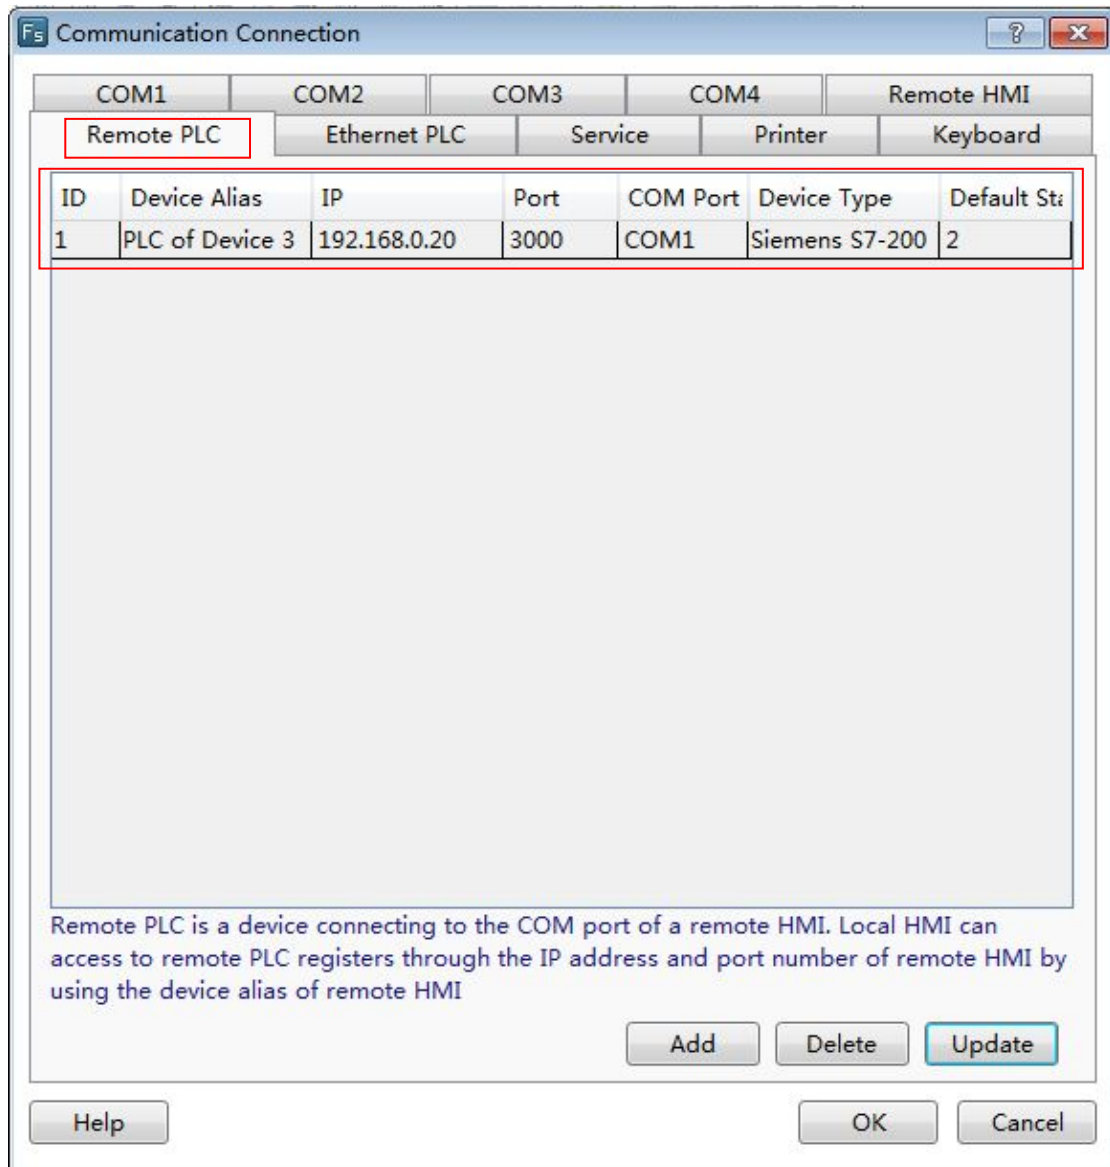 Fs Communication Connection
COM1 COM2 COM3 COM4 Remote HMI
Remote PLC Ethernet PLC Service Printer Keyboard
ID Device Alias IP Port COM Port Device Type Default Sta
1 PLC of Device 3 192.168.0.20 3000 COM1 Siemens S7-200 2
Remote PLC is a device connecting to the COM port of a remote HMI. Local HMI can
access to remote PLC registers through the IP address and port number of remote HMI by
using the device alias of remote HMI
Add Delete Update
Help OK Cancel